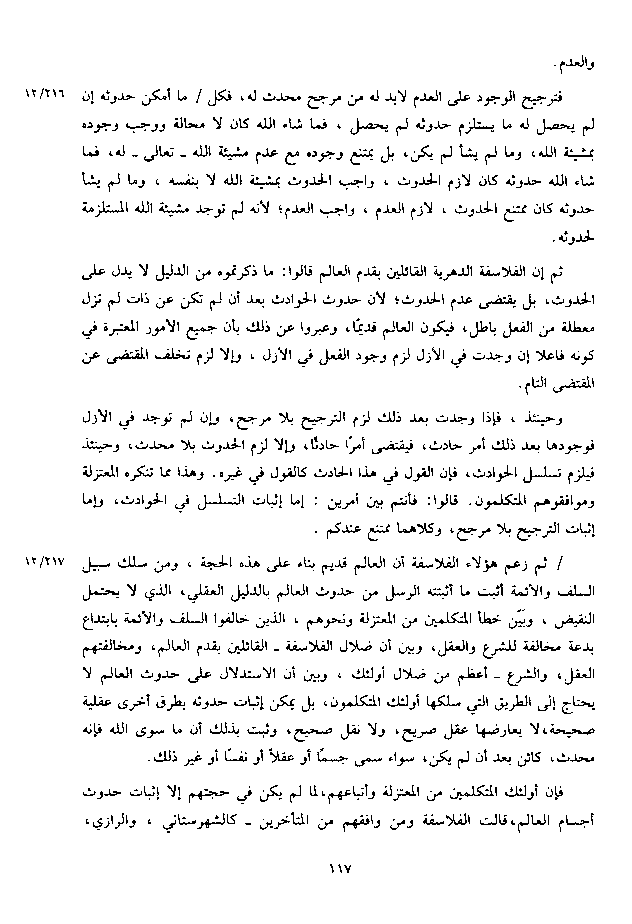 والعدم.
فترجيح الوجود على العدم لابد له من مرجح محدث له، فكل / ما أمكن حدوثه إن ١٢/٢١٦
لم يحصل له ما يستلزم حدوثه لم يحصل ، فما شاء الله كان لا محالة ووجب وجوده
بمشيئة الله، وما لم يشأ لم يكن، بل يمتنع وجوده مع عدم مشيئة الله ـ تعالى ـ له، فما
شاء الله حدوثه كان لازم الحدوث ، واجب الحدوث بمشيئة الله لا بنفسه ، وما لم يشأ
حدوثه كان ممتنع الحدوث ، لازم العدم ، واجب العدم؛ لأنه لم توجد مشيئة الله المستلزمة
لحدوثه.
ثم إن الفلاسفة الدهرية القائلين بقدم العالم قالوا: ما ذكرتموه من الدليل لا يدل على
الحدوث، بل يقتضى عدم الحدوث؛ لأن حدوث الحوادث بعد أن لم تكن عن ذات لم تزل
معطلة من الفعل باطل، فيكون العالم قديمًا، وعبروا عن ذلك بأن جميع الأمور المعتبرة في
كونه فاعلا إن وجدت في الأزل لزم وجود الفعل في الأزل ، وإلا لزم تخلف المقتضى عن
المقتضى التام.
وحينئذ ، فإذا وجدت بعد ذلك لزم الترجيح بلا مرجح، وإن لم توجد في الأزل
فوجودها بعد ذلك أمر حادث، فيقتضى أمرًا حادثًا، وإلا لزم الحدوث بلا محدث، وحينئذ
فيلزم تسلسل الحوادث، فإن القول في هذا الحادث كالقول في غيره. وهذا مما تنكره المعتزلة
وموافقوهم المتكلمون. قالوا: فأنتم بين أمرين : إما إثبات التسلسل في الحوادث، وإما
إثبات الترجيح بلا مرجح، وكلاهما ممتنع عندكم .
/ ثم زعم هؤلاء الفلاسفة أن العالم قديم بناء على هذه الحجة ، ومن سلك سبيل ١٢/٢١٧
السلف والأئمة أثبت ما أثبتته الرسل من حدوث العالم بالدليل العقلي، الذي لا يحتمل
النقيض ، وبيّن خطأ المتكلمين من المعتزلة ونحوهم ، الذين خالفوا السلف والأئمة بابتداع
بدعة مخالفة للشرع والعقل، وبين أن ضلال الفلاسفة ـ القائلين بقدم العالم، ومخالفتهم
العقل، والشرع ـ أعظم من ضلال أولئك ، وبين أن الاستدلال على حدوث العالم لا
يحتاج إلى الطريق التي سلكها أولئك المتكلمون، بل يمكن إثبات حدوثه بطرق أخرى عقلية
صحيحة،لا يعارضها عقل صريح، ولا نقل صحيح، وثبت بذلك أن ما سوى الله فإنه
محدث، كائن بعد أن لم يكن، سواء سمى جسمًا أو عقلاً أو نفسًا أو غير ذلك.
فإن أولئك المتكلمين من المعتزلة وأتباعهم،لما لم يكن في حجتهم إلا إثبات حدوث
أجسام العالم،قالت الفلاسفة ومن وافقهم من المتأخرين ـ كالشهرستاني ، والرازي،
١١٧